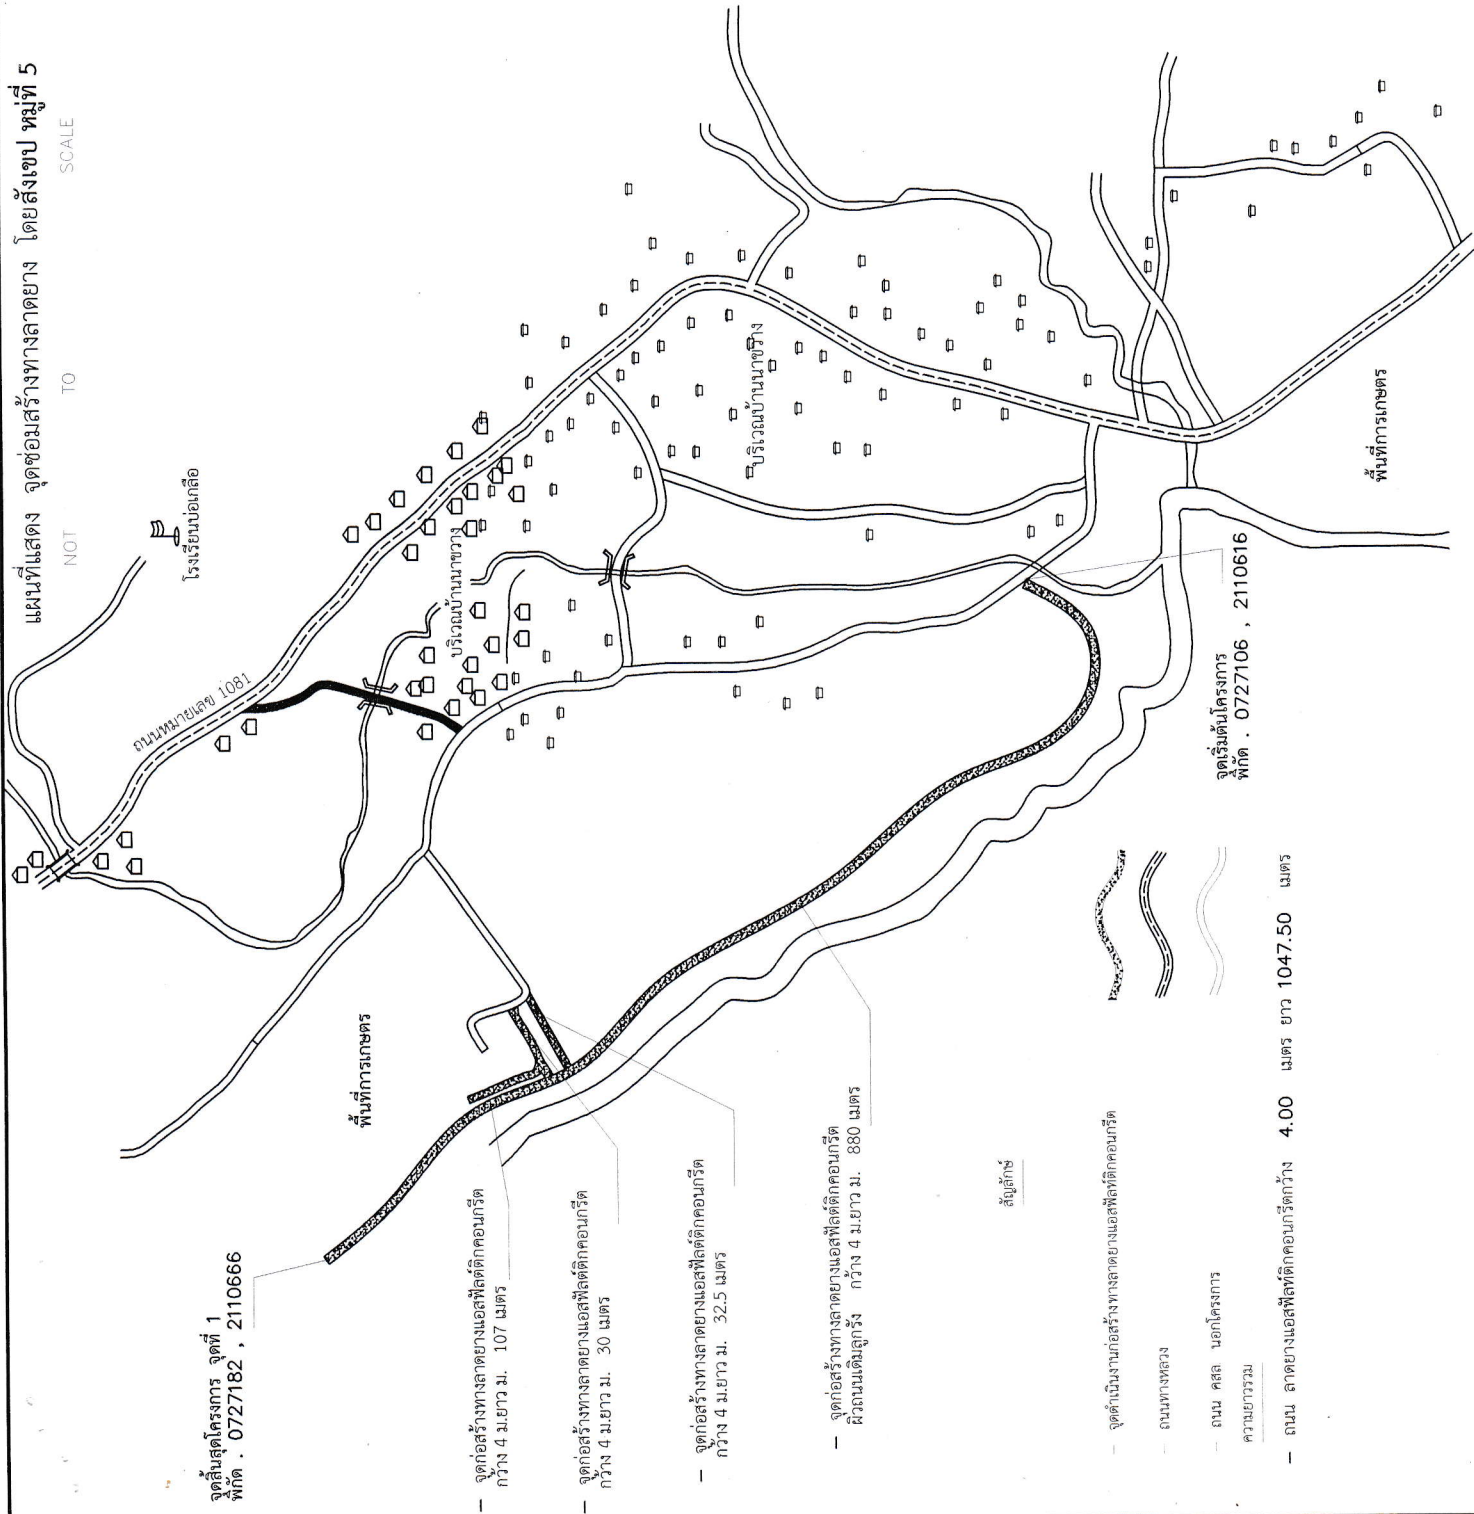 แผนที่แสดง จุดซ่อมสร้างทางลาดยาง โดยสังเขป หมู่ที่ 5
NOT TO SCALE
โรงเรียนบ่อเกลือ
ถนนหมายเลข 1081
บริเวณบ้านนาขวาง
บริเวณบ้านนาขว้าง
พื้นที่การเกษตร
พื้นที่การเกษตร
จุดสิ้นสุดโครงการ จุดที่ 1
พิกัด . 0727182 , 2110666
จุดเริ่มต้นโครงการ
พิกัด . 0727106 , 2110616
– จุดก่อสร้างทางลาดยางแอสฟัลต์ติกคอนกรีต
กว้าง 4 ม.ยาว ม. 107 เมตร
– จุดก่อสร้างทางลาดยางแอสฟัลต์ติกคอนกรีต
กว้าง 4 ม.ยาว ม. 30 เมตร
– จุดก่อสร้างทางลาดยางแอสฟัลต์ติกคอนกรีต
กว้าง 4 ม.ยาว ม. 32.5 เมตร
– จุดก่อสร้างทางลาดยางแอสฟัลต์ติกคอนกรีต
ผิวถนนเดิมลูกรัง กว้าง 4 ม.ยาว ม. 880 เมตร
สัญลักษ์
– จุดดำเนินงานก่อสร้างทางลาดยางแอสฟัลท์ติกคอนกรีต
– ถนนทางหลวง
– ถนน คสล นอกโครงการ
ความยาวรวม
– ถนน ลาดยางแอสฟัลท์ติกคอนกรีตกว้าง 4.00 เมตร ยาว 1047.50 เมตร